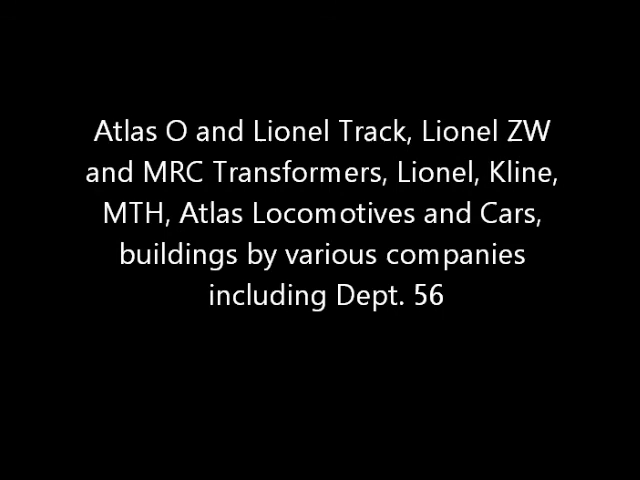 Atlas O and Lionel Track, Lionel ZW
and MRC Transformers, Lionel, Kline,
MTH, Atlas Locomotives and Cars,
buildings by various companies
including Dept. 56